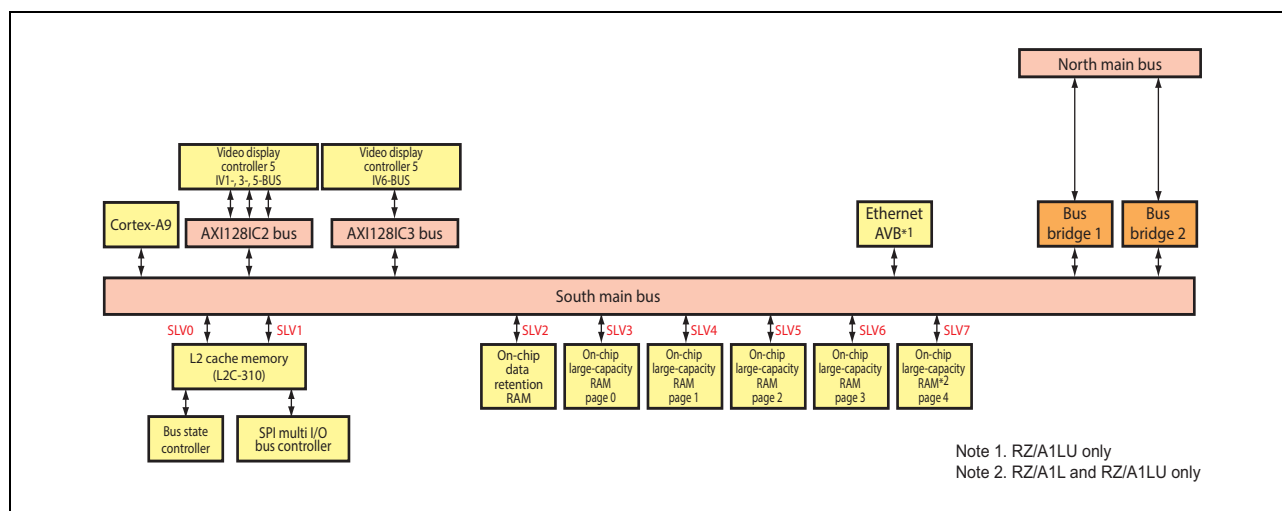 North main bus
Video display
controller 5
IV1-, 3-, 5-BUS
Video display
controller 5
IV6-BUS
Cortex-A9
AXI128IC2 bus
AXI128IC3 bus
Ethernet
AVB*1
Bus
bridge 1
Bus
bridge 2
South main bus
SLV0
SLV1
SLV2
SLV3
SLV4
SLV5
SLV6
SLV7
L2 cache memory
(L2C-310)
On-chip
data
retention
RAM
On-chip
large-capacity
RAM
page 0
On-chip
large-capacity
RAM
page 1
On-chip
large-capacity
RAM
page 2
On-chip
large-capacity
RAM
page 3
On-chip
large-capacity
RAM*2
page 4
Bus state
controller
SPI multi I/O
bus controller
Note 1. RZ/A1LU only
Note 2. RZ/A1L and RZ/A1LU only